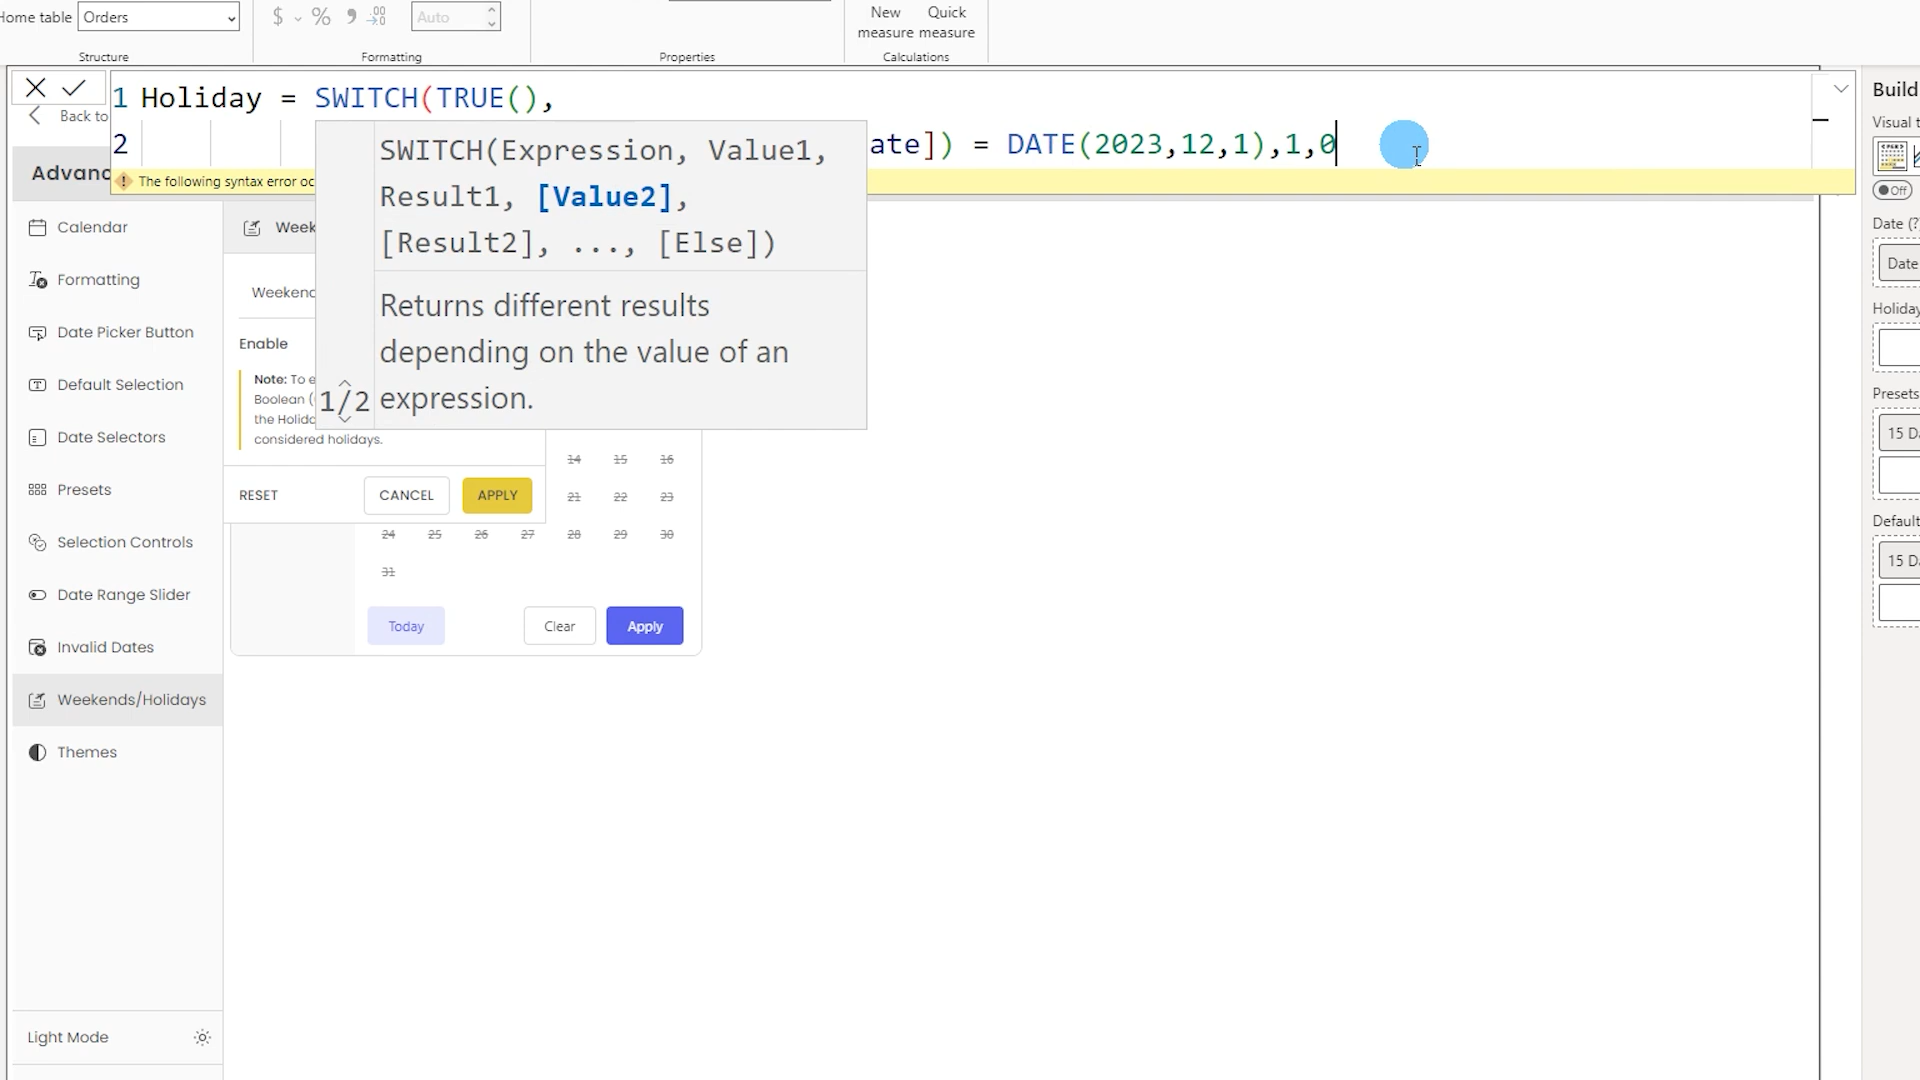 Home table Orders
$ % Auto
New measure
Quick measure
Structure
Formatting
Properties
Calculations
1 Holiday = SWITCH(TRUE(),
2 ate]) = DATE(2023,12,1),1,0
SWITCH(Expression, Value1,
Result1, [Value2],
[Result2], ..., [Else])
Returns different results
depending on the value of an
expression.
1/2
Back to
Advanc
The following syntax error oc
Calendar
Formatting
Date Picker Button
Default Selection
Date Selectors
Presets
Selection Controls
Date Range Slider
Invalid Dates
Weekends/Holidays
Themes
Light Mode
Week
Weekend
Enable
Note: To e
Boolean (
the Holida
considered holidays.
RESET
CANCEL
APPLY
14 15 16
21 22 23
24 25 26 27 28 29 30
31
Today
Clear
Apply
Build
Visual t
Off
Date (?
Date
Holiday
Presets
15 Da
Default
15 Da